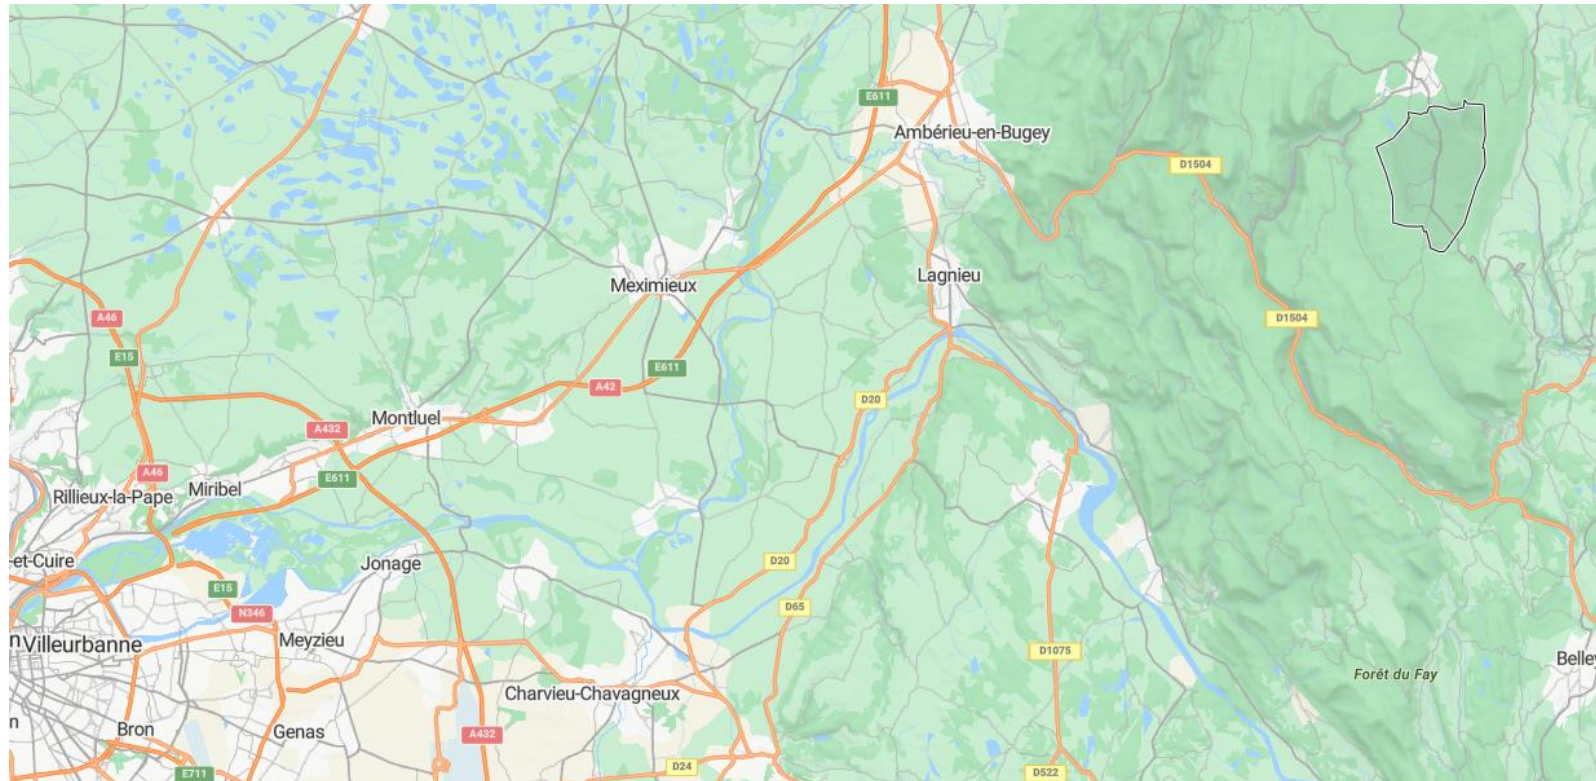 E611
Ambérieu-en-Bugey
D1504
Lagnieu
Meximieux
A46
D1504
E15
E611
A42
D20
Montluel
A432
A46
E611
Miribel
Rillieux-la-Pape
-et-Cuire
Jonage
D20
E15
N346
D65
Meyzieu
n
Villeurbanne
D1075
Belley
Forêt du Fay
Charvieu-Chavagneux
n
Bron
Genas
A432
D24
E711
D522